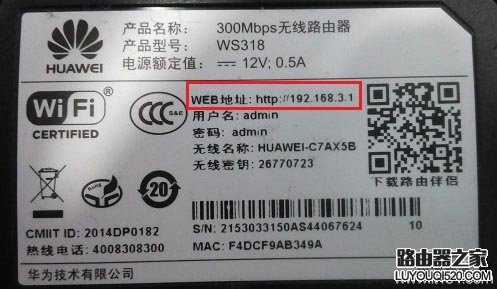 产品名称: 300Mbps无线路由器
产品型号: WS318
电源额定值: 12V; 0.5A
HUAWEI
WiFi
CERTIFIED
CCC
S&E
WEB地址: http://192.168.3.1
用户名: admin
密码: admin
无线名称: HUAWEI-C7AX5B
无线密钥: 26770723
下载路由伴侣
20
CMIIT ID: 2014DP0182
热线电话: 4008308300
华为技术有限公司
S/N: 2153033150AS44067624
10
MAC: F4DCF9AB349A
路由器之家
LUYOUQI520.COM